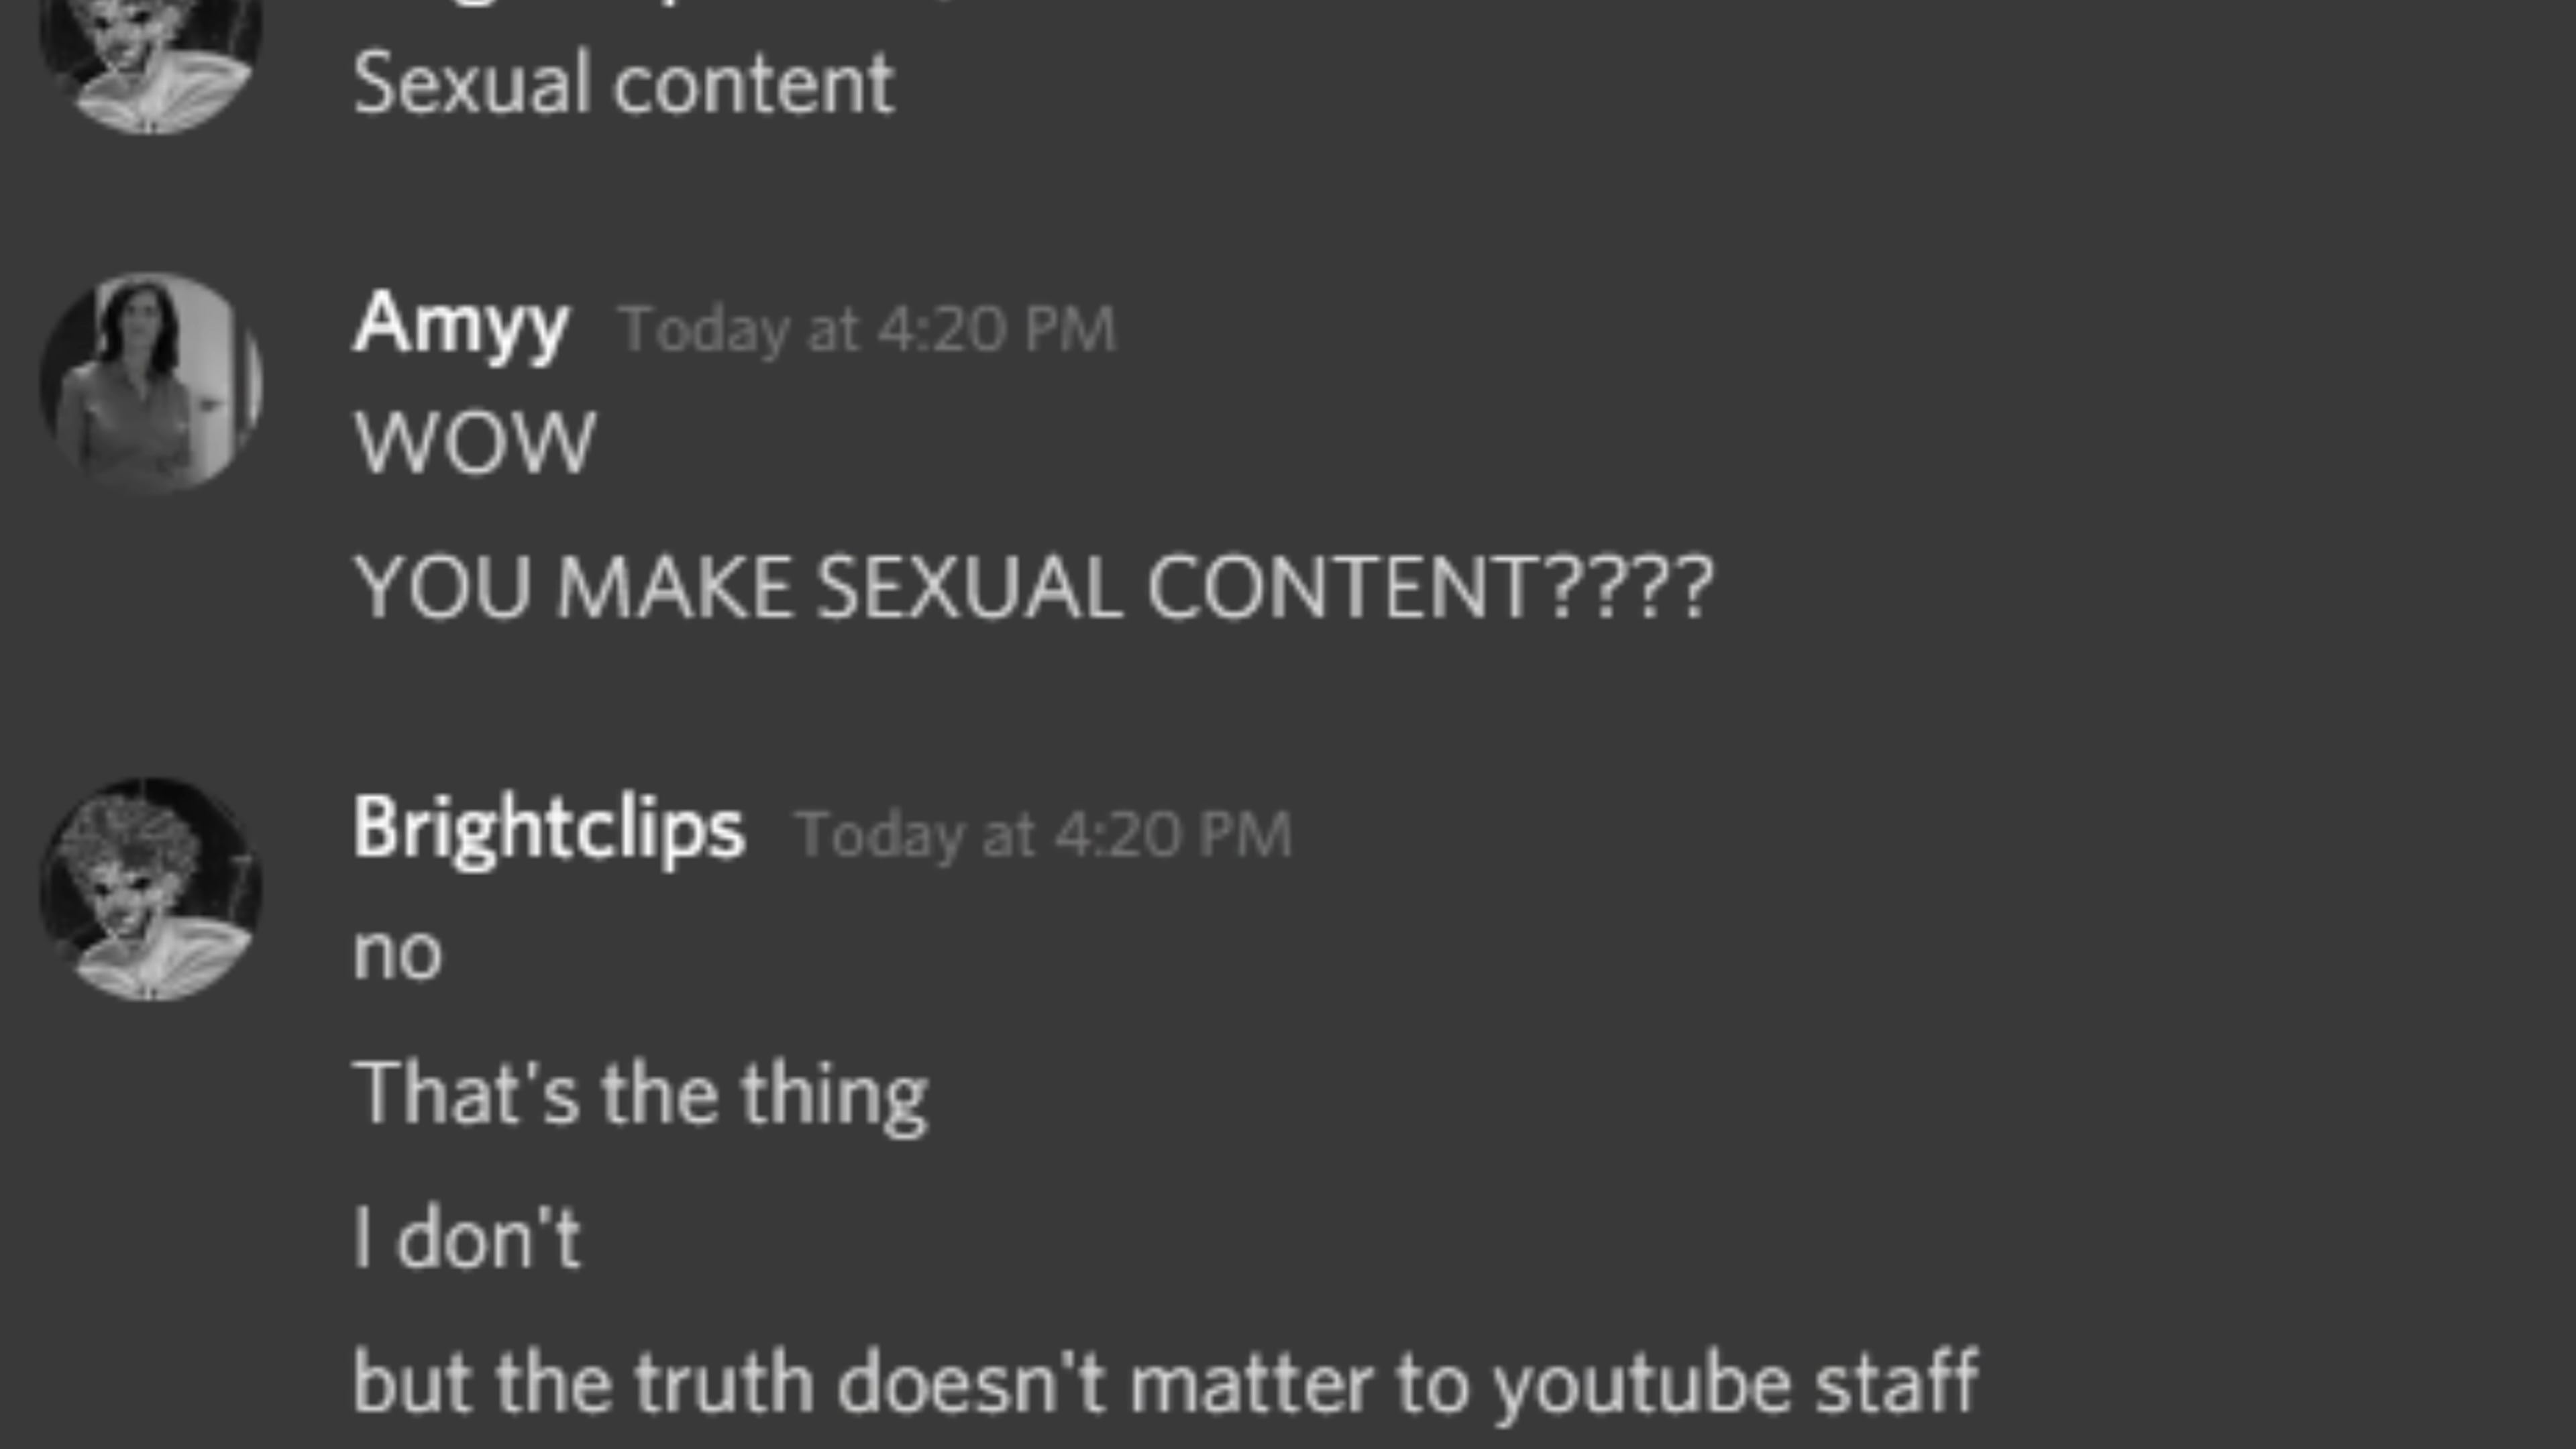 Sexual content
Amyy Today at 4:20 PM
WOW
YOU MAKE SEXUAL CONTENT????
Brightclips Today at 4:20 PM
no
That's the thing
I don't
but the truth doesn't matter to youtube staff